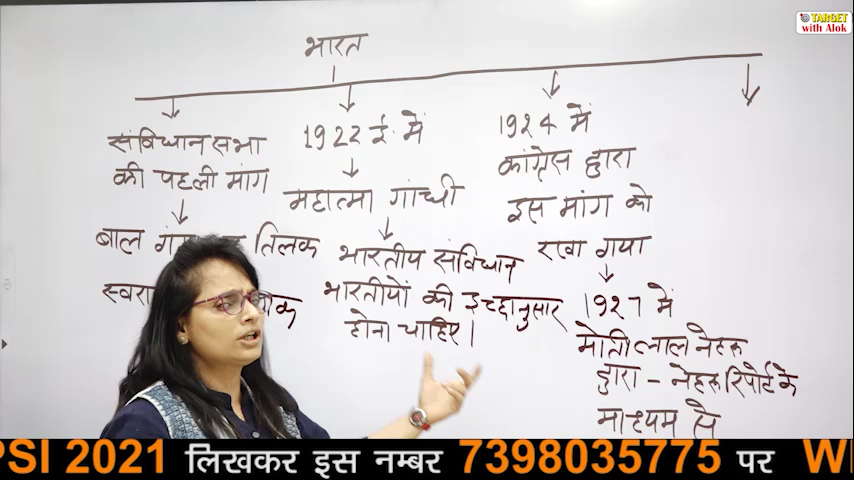 TARGET
with Alok
भारत
संविधान सभा
की पहली मांग
बाल तिलक
1922 ई. में
महात्मा गांधी
भारतीय संविधान
भारतीयों की इच्छानुसार
होना चाहिए।
1924 में
कांग्रेस द्वारा
इस मांग को
रखा गया
1927 में
मोतीलाल नेहरू
द्वारा - नेहरू रिपोर्ट के
माध्यम से
PSI 2021 लिखकर इस नम्बर 7398035775 पर